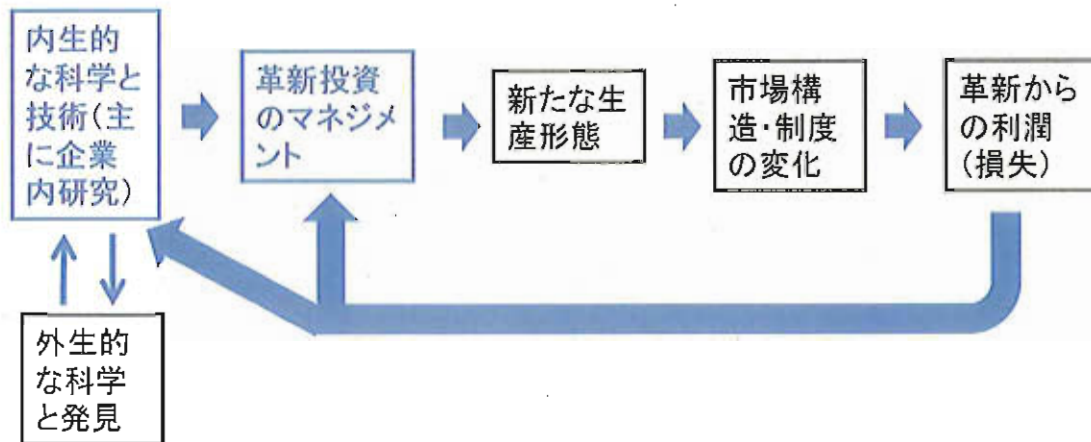 内生的
な科学と
技術(主
に企業
内研究)
革新投資
のマネジメ
ント
新たな生
産形態
市場構
造・制度
の変化
革新から
の利潤
(損失)
外生的
な科学
と発見